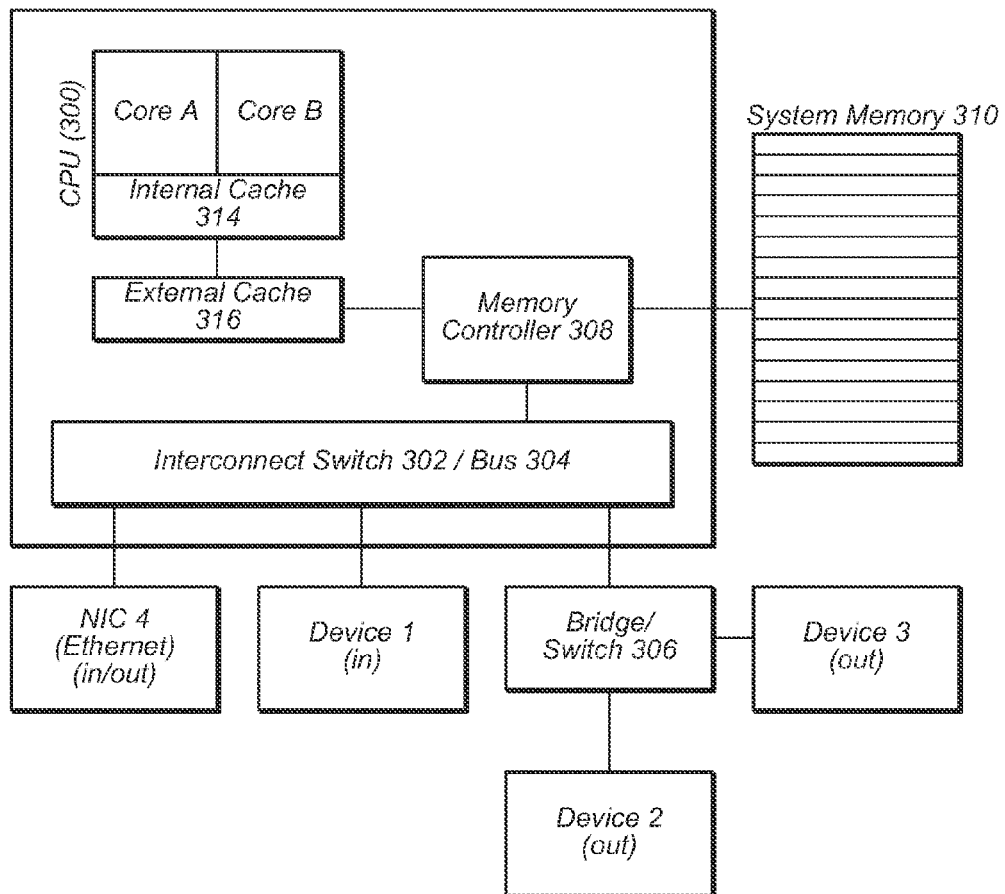 CPU (300)
Core A
Core B
Internal Cache
314
External Cache
316
Memory
Controller 308
System Memory 310
Interconnect Switch 302 / Bus 304
NIC 4
(Ethernet)
(in/out)
Device 1
(in)
Bridge/
Switch 306
Device 3
(out)
Device 2
(out)